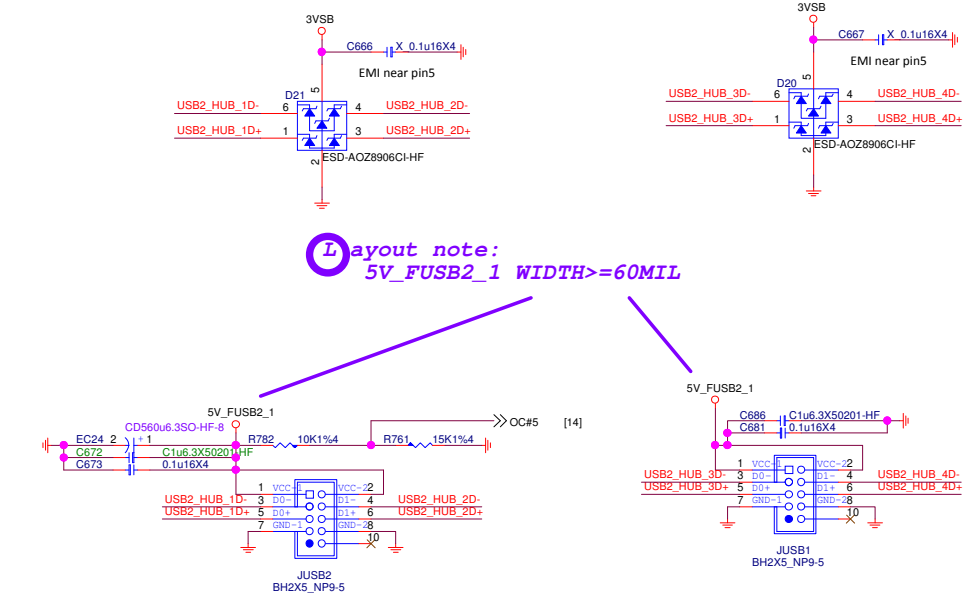 3VSB
C666
X_0.1u16X4
EMI near pin5
D21
5
USB2_HUB_1D-
6
4
USB2_HUB_2D-
USB2_HUB_1D+
1
3
USB2_HUB_2D+
2
ESD-AOZ8906CI-HF
3VSB
C667
X_0.1u16X4
EMI near pin5
D20
5
USB2_HUB_3D-
6
4
USB2_HUB_4D-
USB2_HUB_3D+
1
3
USB2_HUB_4D+
2
ESD-AOZ8906CI-HF
Layout note:
5V_FUSB2_1 WIDTH>=60MIL
5V_FUSB2_1
CD560u6.3SO-HF-8
EC24 2 + 1
C672
C1u6.3X50201-HF
C673
0.1u16X4
R782
10K1%4
R761
15K1%4
OC#5
[14]
1 VCC-1 VCC-2 2
USB2_HUB_1D- 3 D0- D1- 4 USB2_HUB_2D-
USB2_HUB_1D+ 5 D0+ D1+ 6 USB2_HUB_2D+
7 GND-1 GND-2 8
10
JUSB2
BH2X5_NP9-5
5V_FUSB2_1
C686
C1u6.3X50201-HF
C681
0.1u16X4
1 VCC-1 VCC-2 2
USB2_HUB_3D- 3 D0- D1- 4 USB2_HUB_4D-
USB2_HUB_3D+ 5 D0+ D1+ 6 USB2_HUB_4D+
7 GND-1 GND-2 8
10
JUSB1
BH2X5_NP9-5